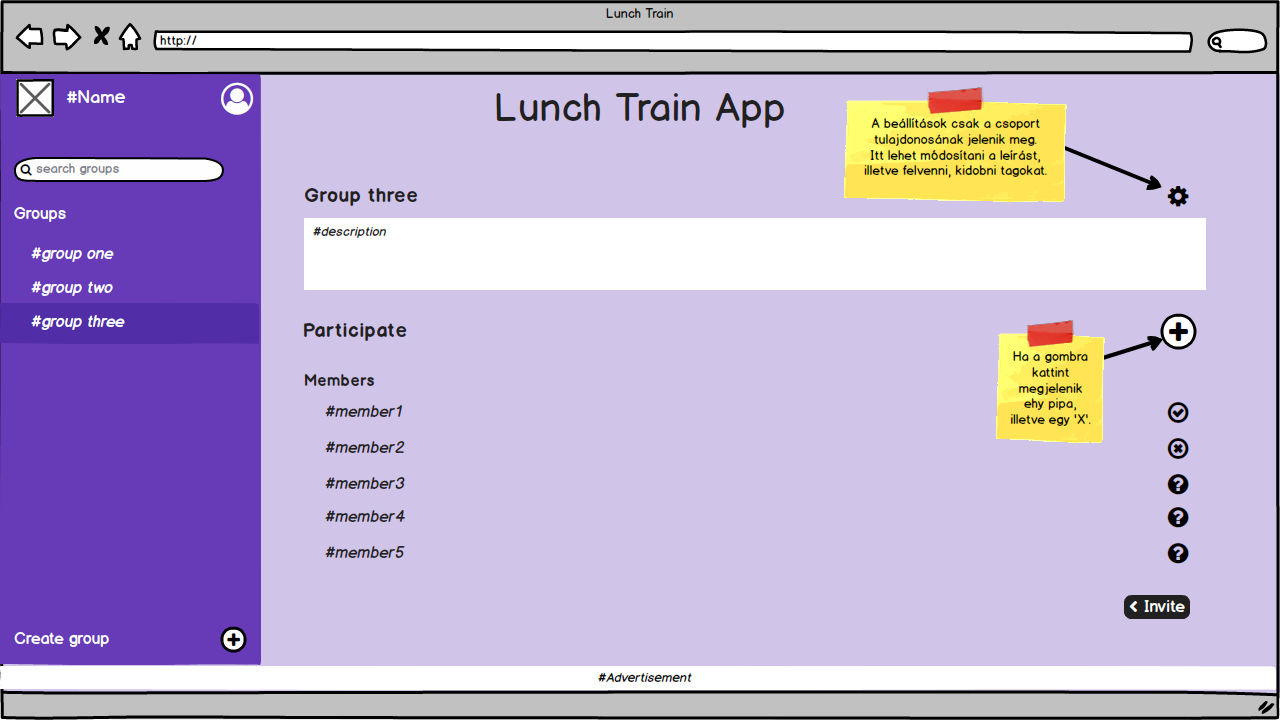 Lunch Train
http://
#Name
search groups
Groups
#group one
#group two
#group three
Create group
Lunch Train App
A beállítások csak a csoport
tulajdonosának jelenik meg.
Itt lehet módosítani a leírást,
illetve felvenni, kidobni tagokat.
Group three
#description
Participate
Ha a gombra
kattint
megjelenik
ehy pipa,
illetve egy 'X'.
Members
#member1
#member2
#member3
#member4
#member5
Invite
#Advertisement